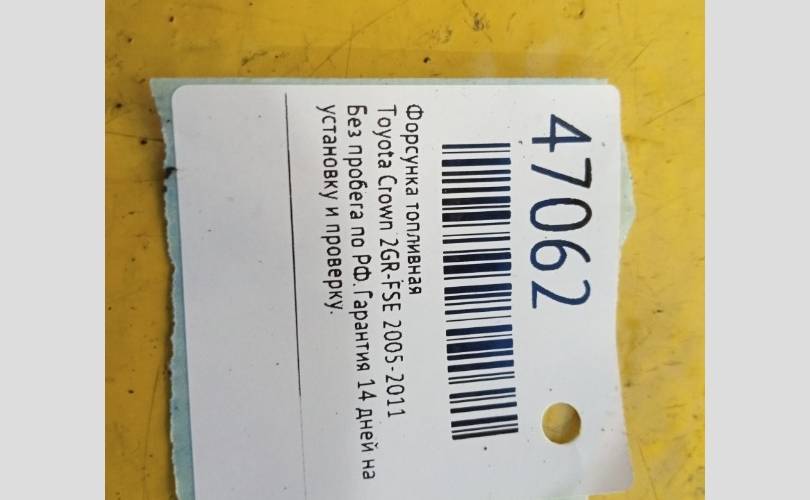 47062
Форсунка топливная
Toyota Crown 2GR-FSE 2005-2011
Без пробега по РФ. Гарантия 14 дней на
установку и проверку.